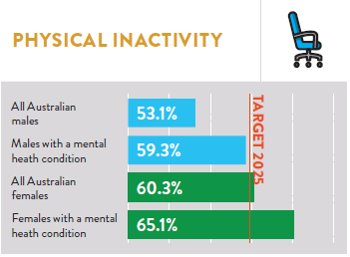 PHYSICAL INACTIVITY
All Australian
males
53.1%
Males with a mental
heath condition
59.3%
All Australian
females
60.3%
Females with a mental
heath condition
65.1%
TARGET 2025